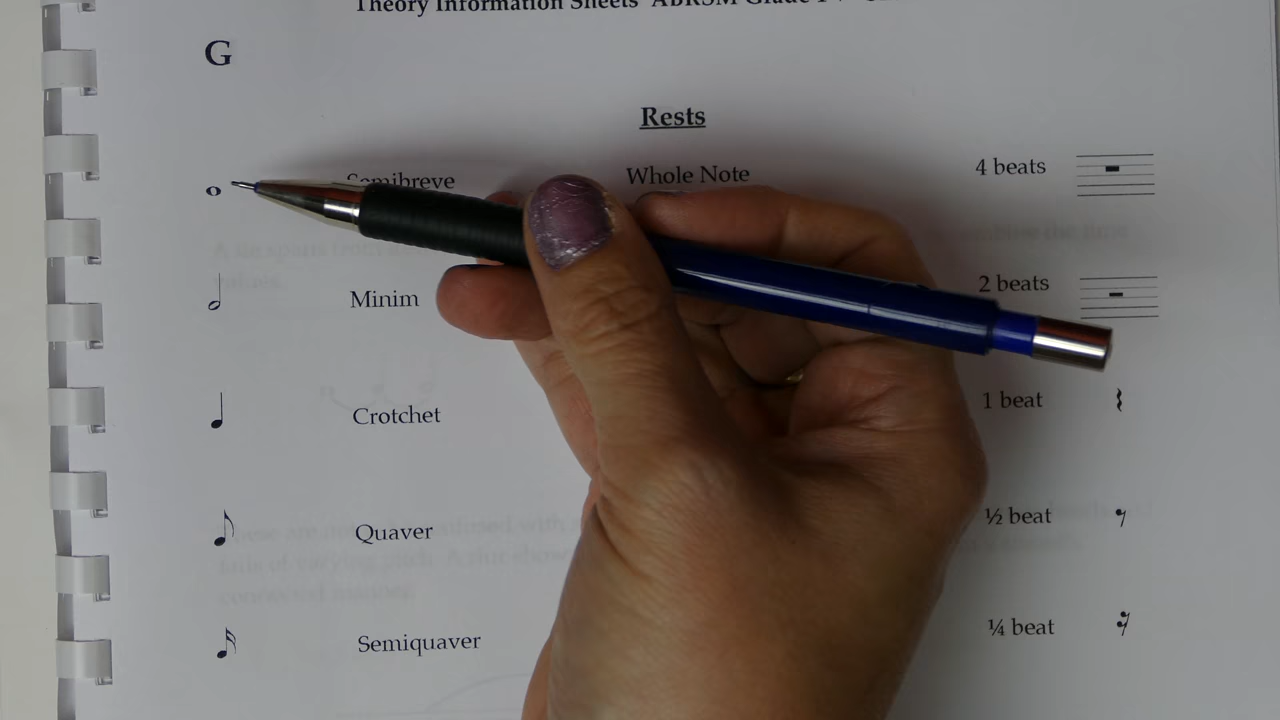 Theory Information Sheets ABRSM Grade
G
Rests
Semibreve Whole Note 4 beats
Minim 2 beats
Crotchet 1 beat
Quaver ½ beat
Semiquaver ¼ beat